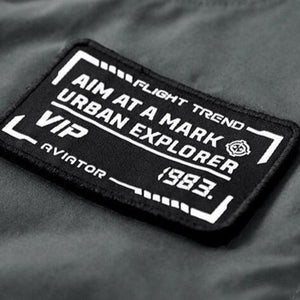 FLIGHT TREND
AIM AT A MARK
URBAN EXPLORER
VIP
1983.
AVIATOR